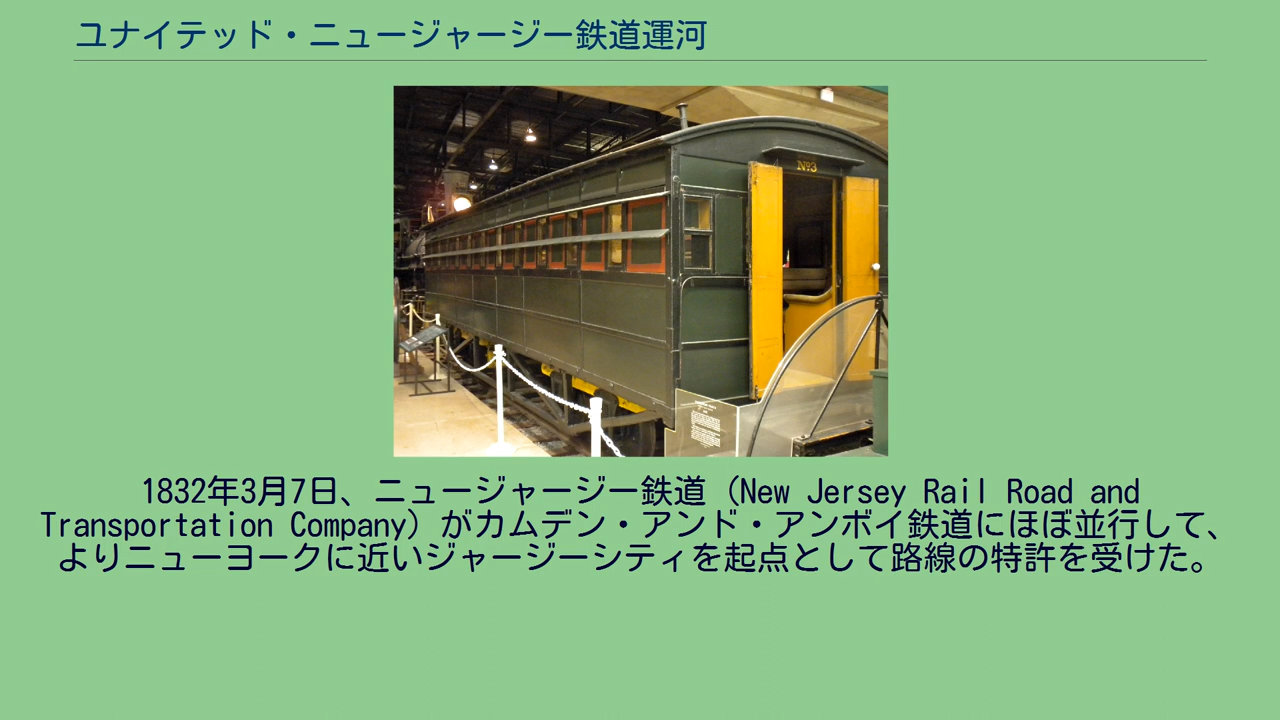 ユナイテッド・ニュージャージー鉄道運河
Nº3
1832年3月7日、ニュージャージー鉄道（New Jersey Rail Road and
Transportation Company）がカムデン・アンド・アンボイ鉄道にほぼ並行して、
よりニューヨークに近いジャージーシティを起点として路線の特許を受けた。